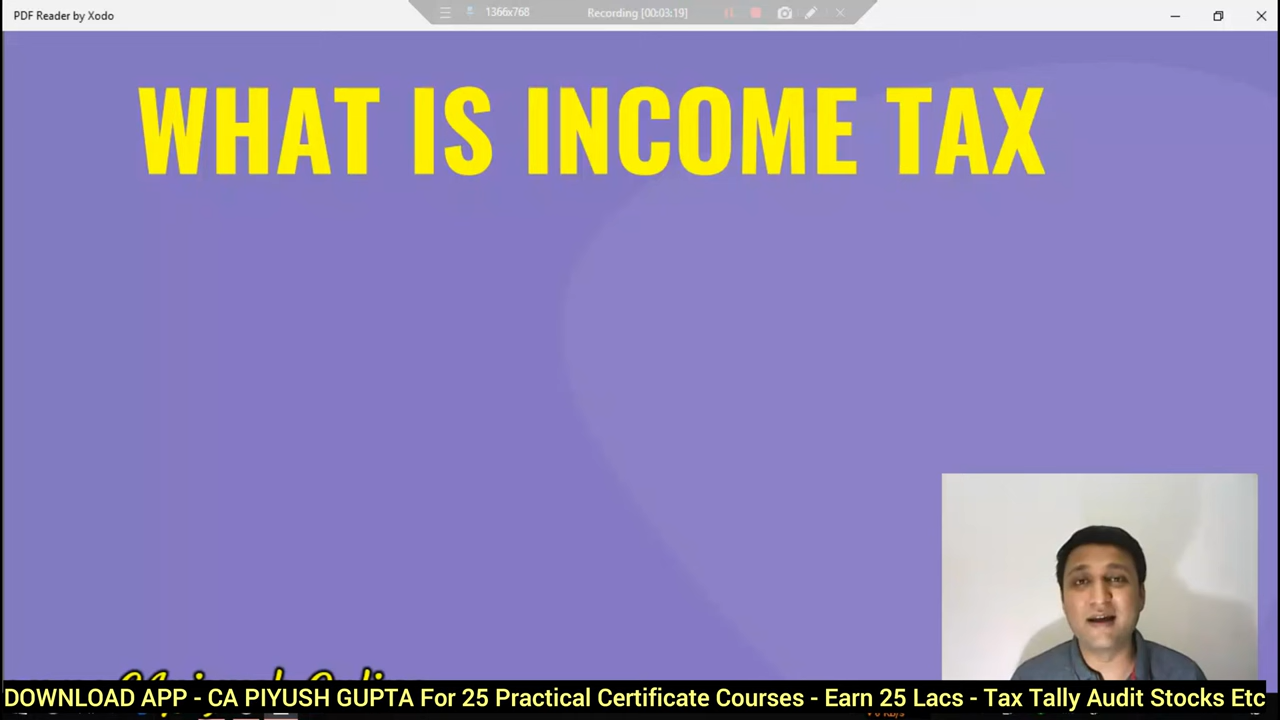 PDF Reader by Xodo
1366x768
Recording [00:03:19]
WHAT IS INCOME TAX
DOWNLOAD APP - CA PIYUSH GUPTA For 25 Practical Certificate Courses - Earn 25 Lacs - Tax Tally Audit Stocks Etc